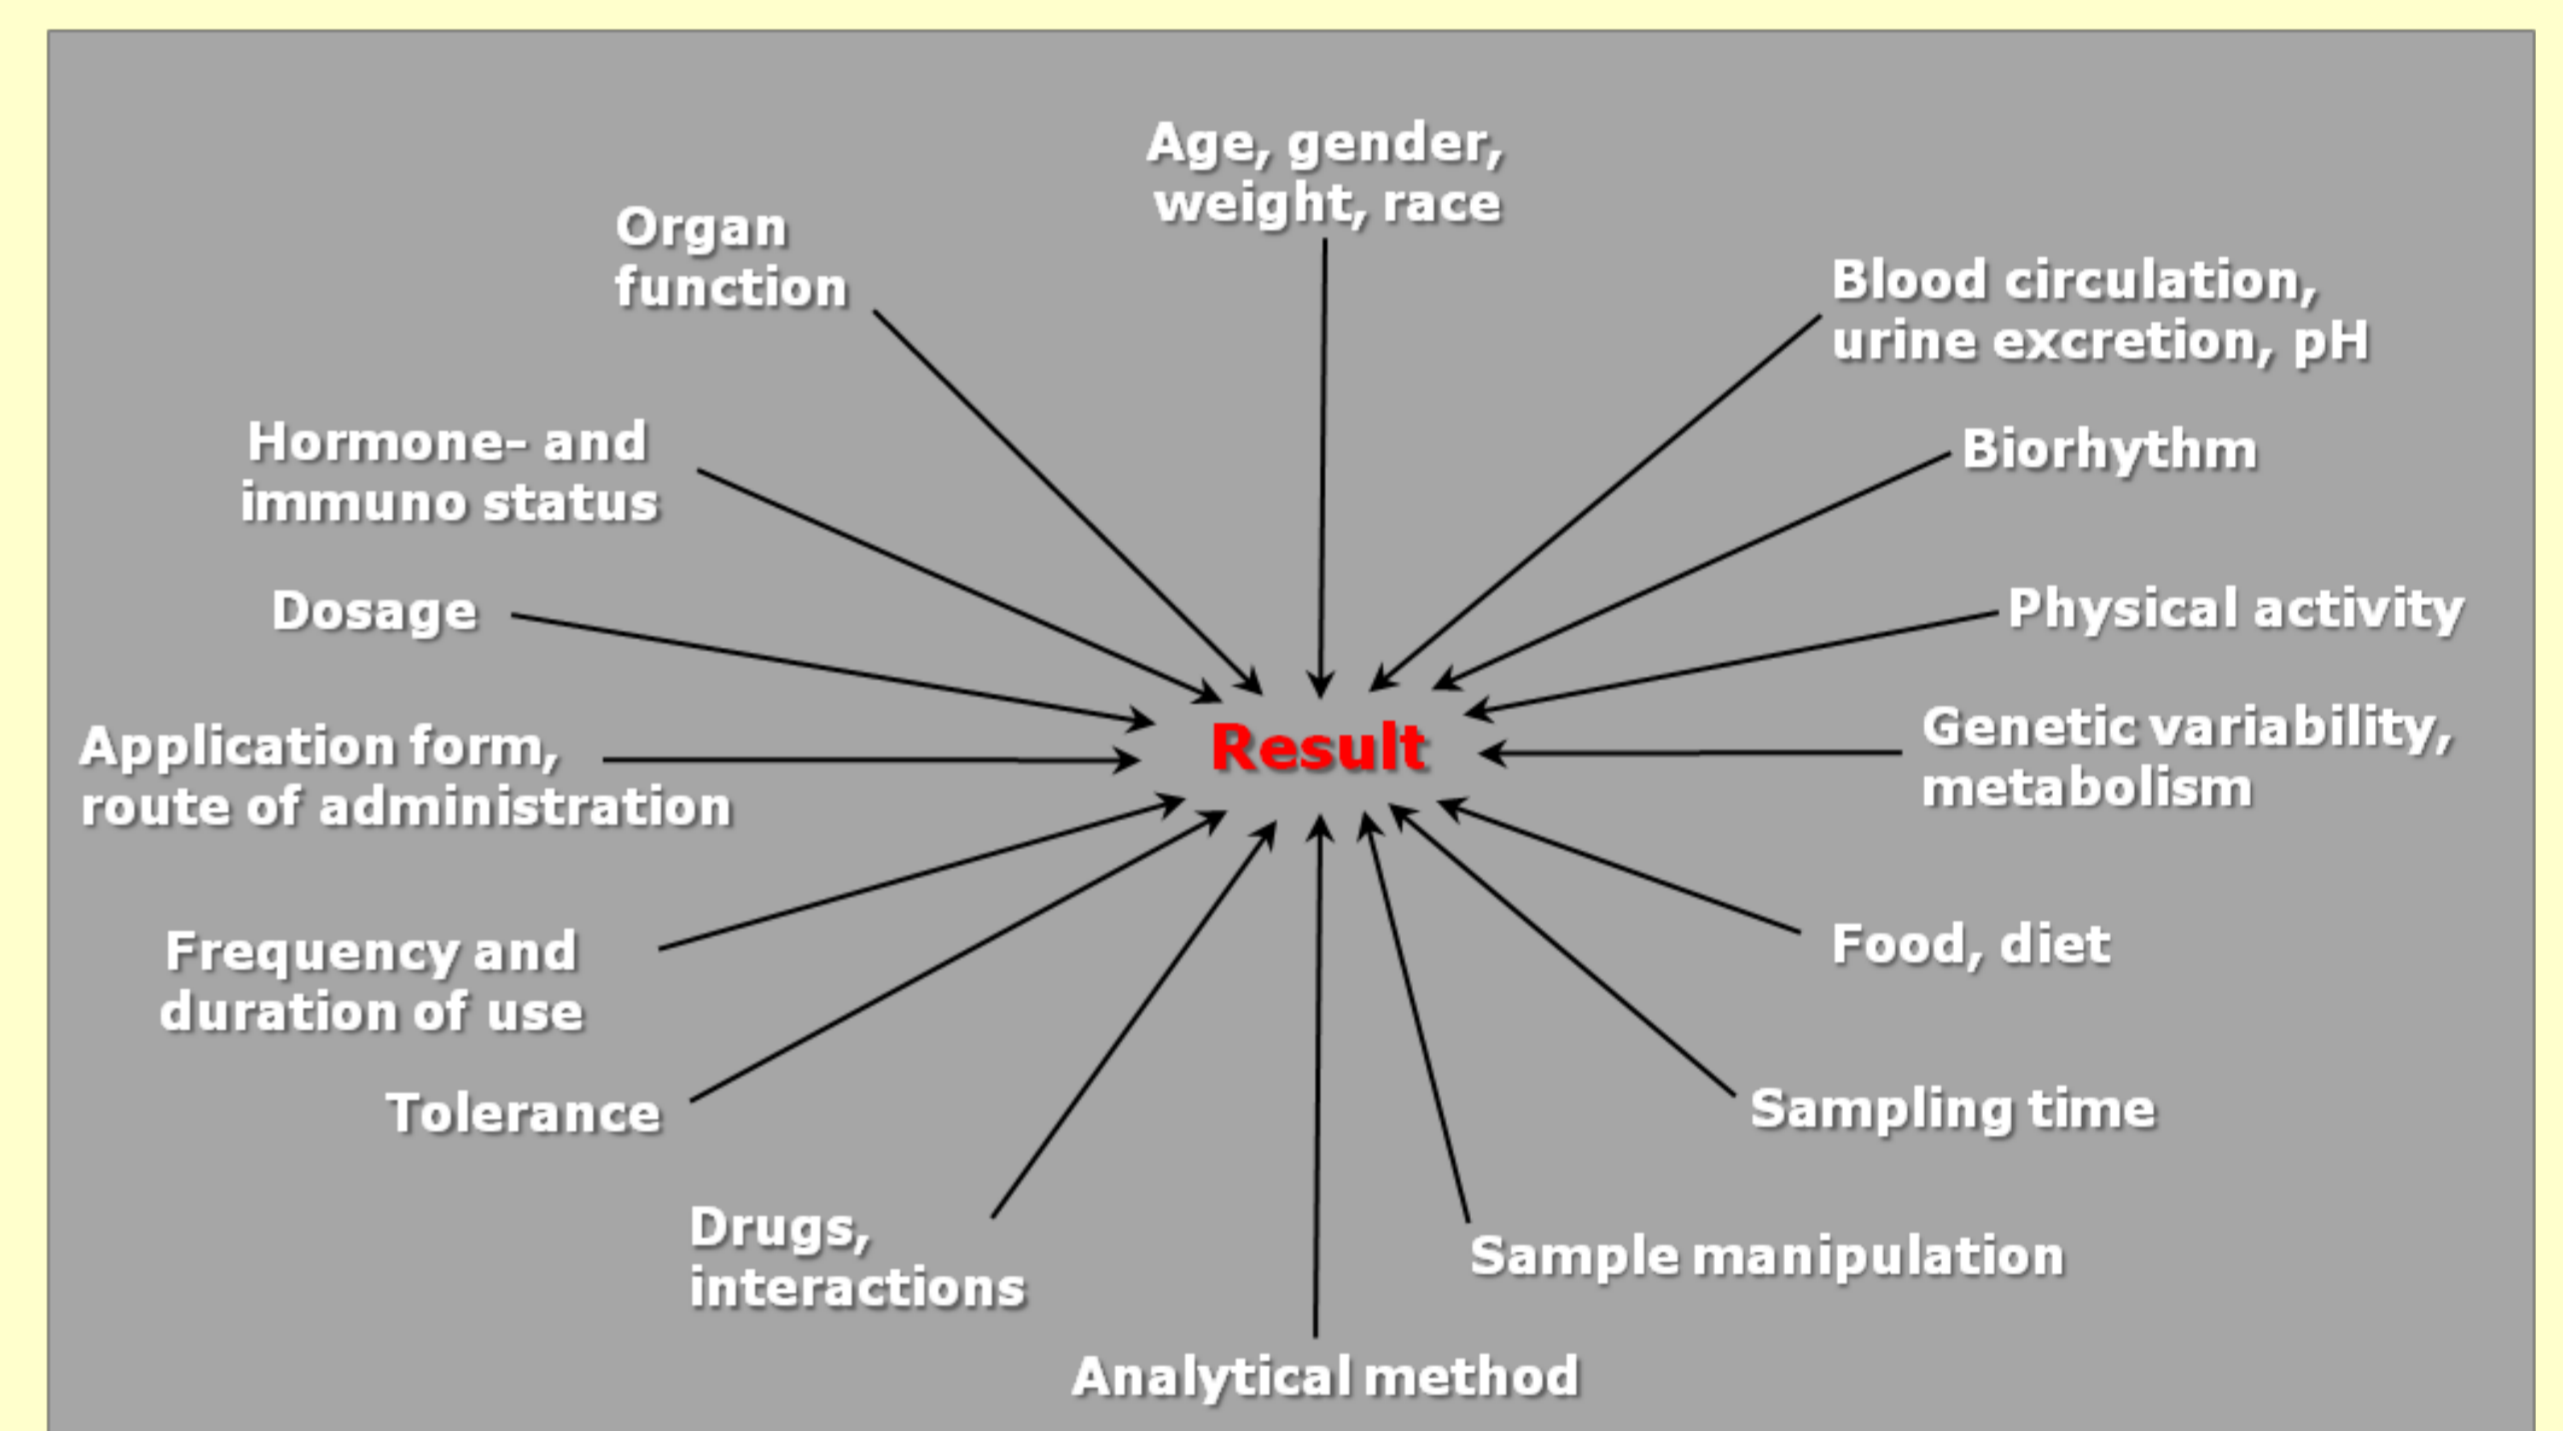 Age, gender,
weight, race
Organ
function
Blood circulation,
urine excretion, pH
Hormone- and
immuno status
Biorhythm
Dosage
Physical activity
Application form,
route of administration
Result
Genetic variability,
metabolism
Frequency and
duration of use
Food, diet
Tolerance
Sampling time
Drugs,
interactions
Sample manipulation
Analytical method